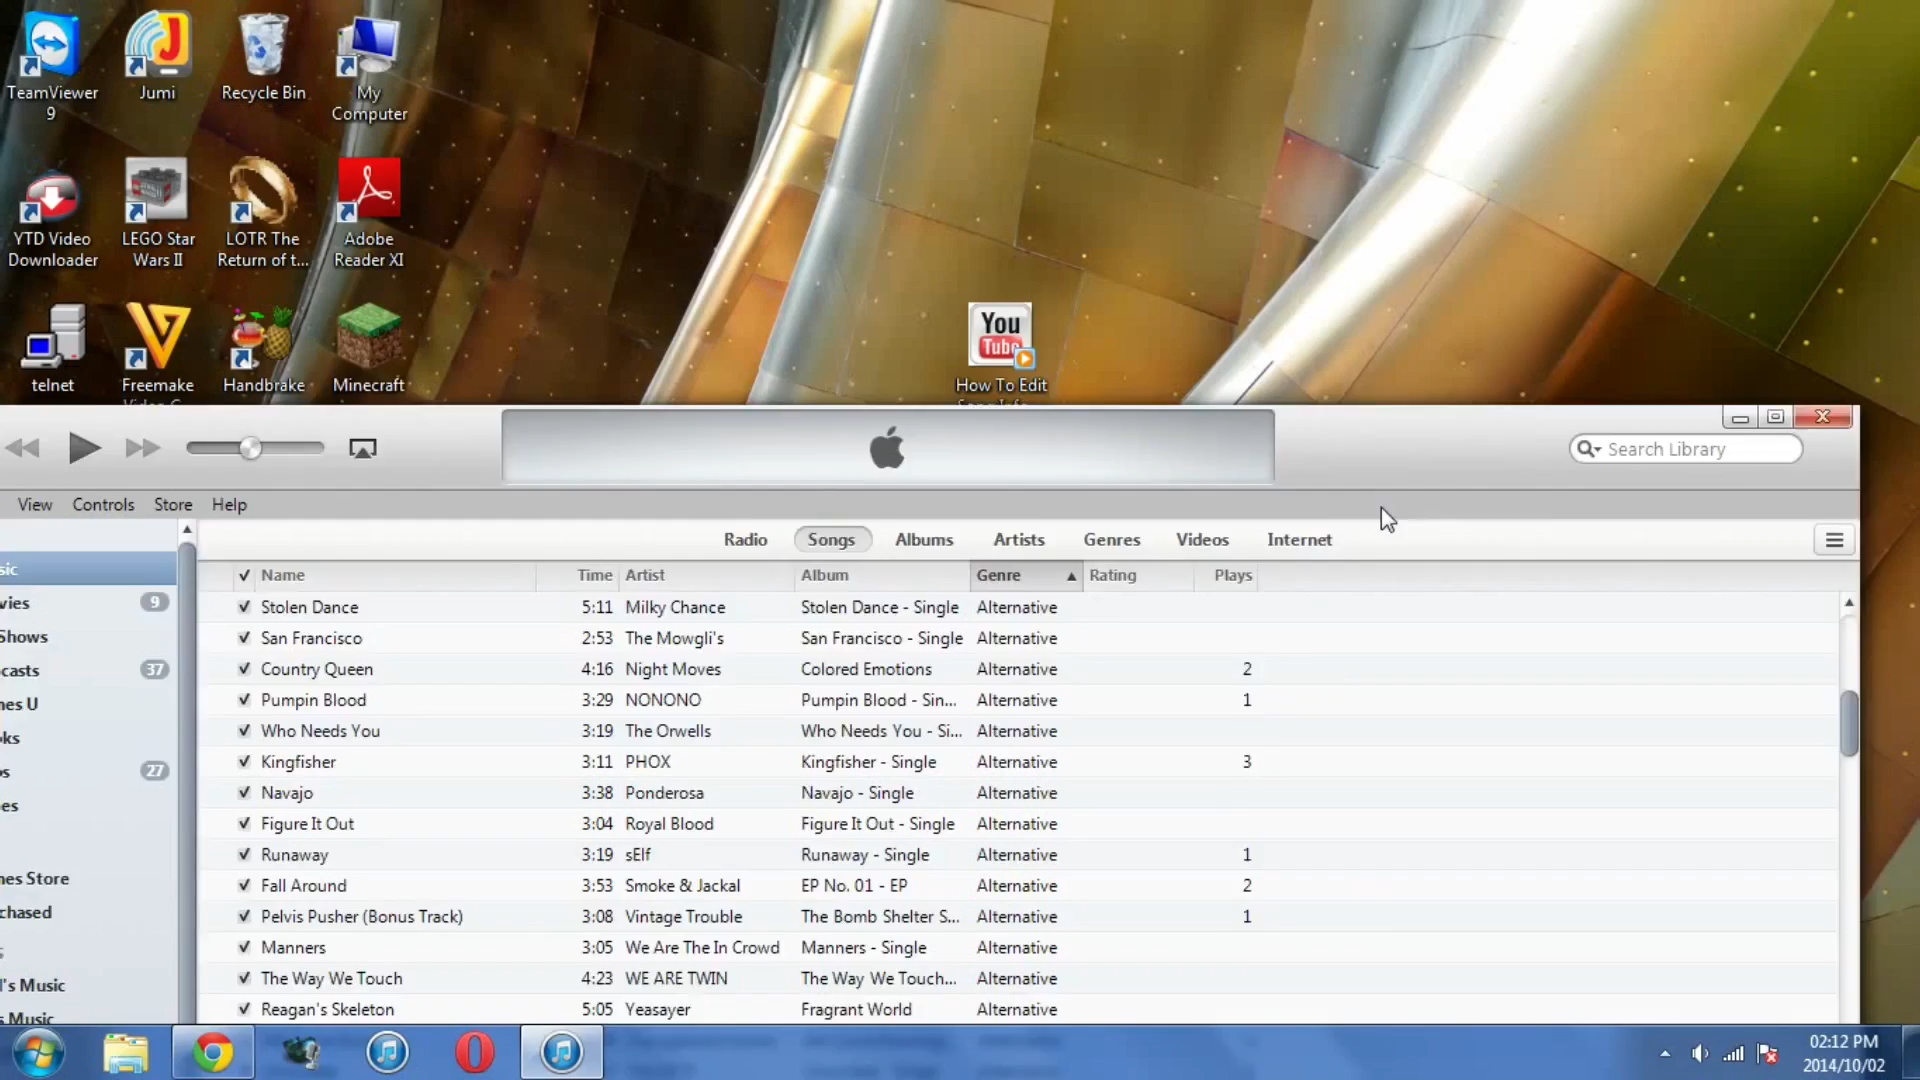 TeamViewer 9
Jumi
Recycle Bin
My Computer
YTD Video Downloader
LEGO Star Wars II
LOTR The Return of t...
Adobe Reader XI
telnet
Freemake
Handbrake
Minecraft
You Tube
How To Edit
Search Library
View Controls Store Help
Radio Songs Albums Artists Genres Videos Internet
Name Time Artist Album Genre Rating Plays
Stolen Dance 5:11 Milky Chance Stolen Dance - Single Alternative
San Francisco 2:53 The Mowgli's San Francisco - Single Alternative
Country Queen 4:16 Night Moves Colored Emotions Alternative 2
Pumpin Blood 3:29 NONONO Pumpin Blood - Sin... Alternative 1
Who Needs You 3:19 The Orwells Who Needs You - Si... Alternative
Kingfisher 3:11 PHOX Kingfisher - Single Alternative 3
Navajo 3:38 Ponderosa Navajo - Single Alternative
Figure It Out 3:04 Royal Blood Figure It Out - Single Alternative
Runaway 3:19 sElf Runaway - Single Alternative 1
Fall Around 3:53 Smoke & Jackal EP No. 01 - EP Alternative 2
Pelvis Pusher (Bonus Track) 3:08 Vintage Trouble The Bomb Shelter S... Alternative 1
Manners 3:05 We Are The In Crowd Manners - Single Alternative
The Way We Touch 4:23 WE ARE TWIN The Way We Touch... Alternative
Reagan's Skeleton 5:05 Yeasayer Fragrant World Alternative
sic
vies 9
Shows
casts 37
nes U
ks
s 27
es
nes Store
chased
l's Music
s Music
02:12 PM
2014/10/02